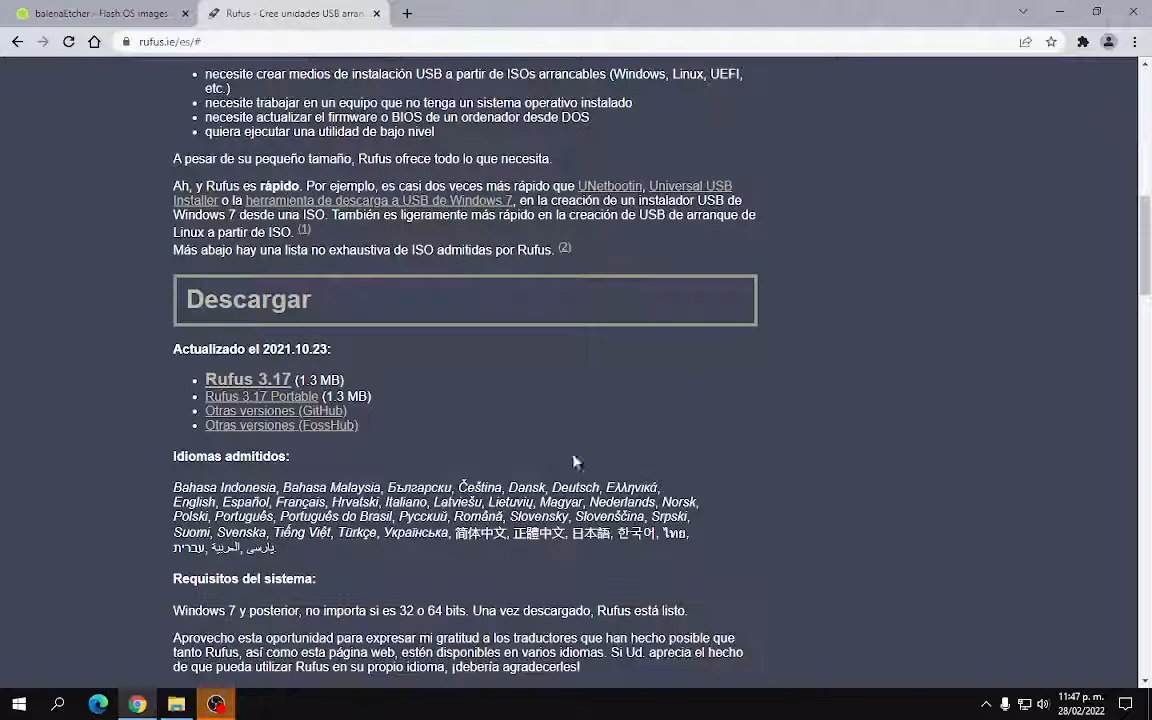 balenaEtcher - Flash OS images
Rufus - Cree unidades USB arran
rufus.ie/es/#
necesite crear medios de instalación USB a partir de ISOs arrancables (Windows, Linux, UEFI,
etc.)
necesite trabajar en un equipo que no tenga un sistema operativo instalado
necesite actualizar el firmware o BIOS de un ordenador desde DOS
quiera ejecutar una utilidad de bajo nivel
A pesar de su pequeño tamaño, Rufus ofrece todo lo que necesita.
Ah, y Rufus es rápido. Por ejemplo, es casi dos veces más rápido que UNetbootin, Universal USB
Installer o la herramienta de descarga a USB de Windows 7, en la creación de un instalador USB de
Windows 7 desde una ISO. También es ligeramente más rápido en la creación de USB de arranque de
Linux a partir de ISO. (1)
Más abajo hay una lista no exhaustiva de ISO admitidas por Rufus. (2)
Descargar
Actualizado el 2021.10.23:
Rufus 3.17 (1.3 MB)
Rufus 3.17 Portable (1.3 MB)
Otras versiones (GitHub)
Otras versiones (FossHub)
Idiomas admitidos:
Bahasa Indonesia, Bahasa Malaysia, Български, Čeština, Dansk, Deutsch, Ελληνικά,
English, Español, Français, Hrvatski, Italiano, Latviešu, Lietuvių, Magyar, Nederlands, Norsk,
Polski, Português, Português do Brasil, Русский, Română, Slovensky, Slovenščina, Srpski,
Suomi, Svenska, Tiếng Việt, Türkçe, Українська, 简体中文, 正體中文, 日本語, 한국어, ไทย,
עברית, العربية, پارسی.
Requisitos del sistema:
Windows 7 y posterior, no importa si es 32 o 64 bits. Una vez descargado, Rufus está listo.
Aprovecho esta oportunidad para expresar mi gratitud a los traductores que han hecho posible que
tanto Rufus, así como esta página web, estén disponibles en varios idiomas. Si Ud. aprecia el hecho
de que pueda utilizar Rufus en su propio idioma, ¡debería agradecerles!
11:47 p. m.
28/02/2022